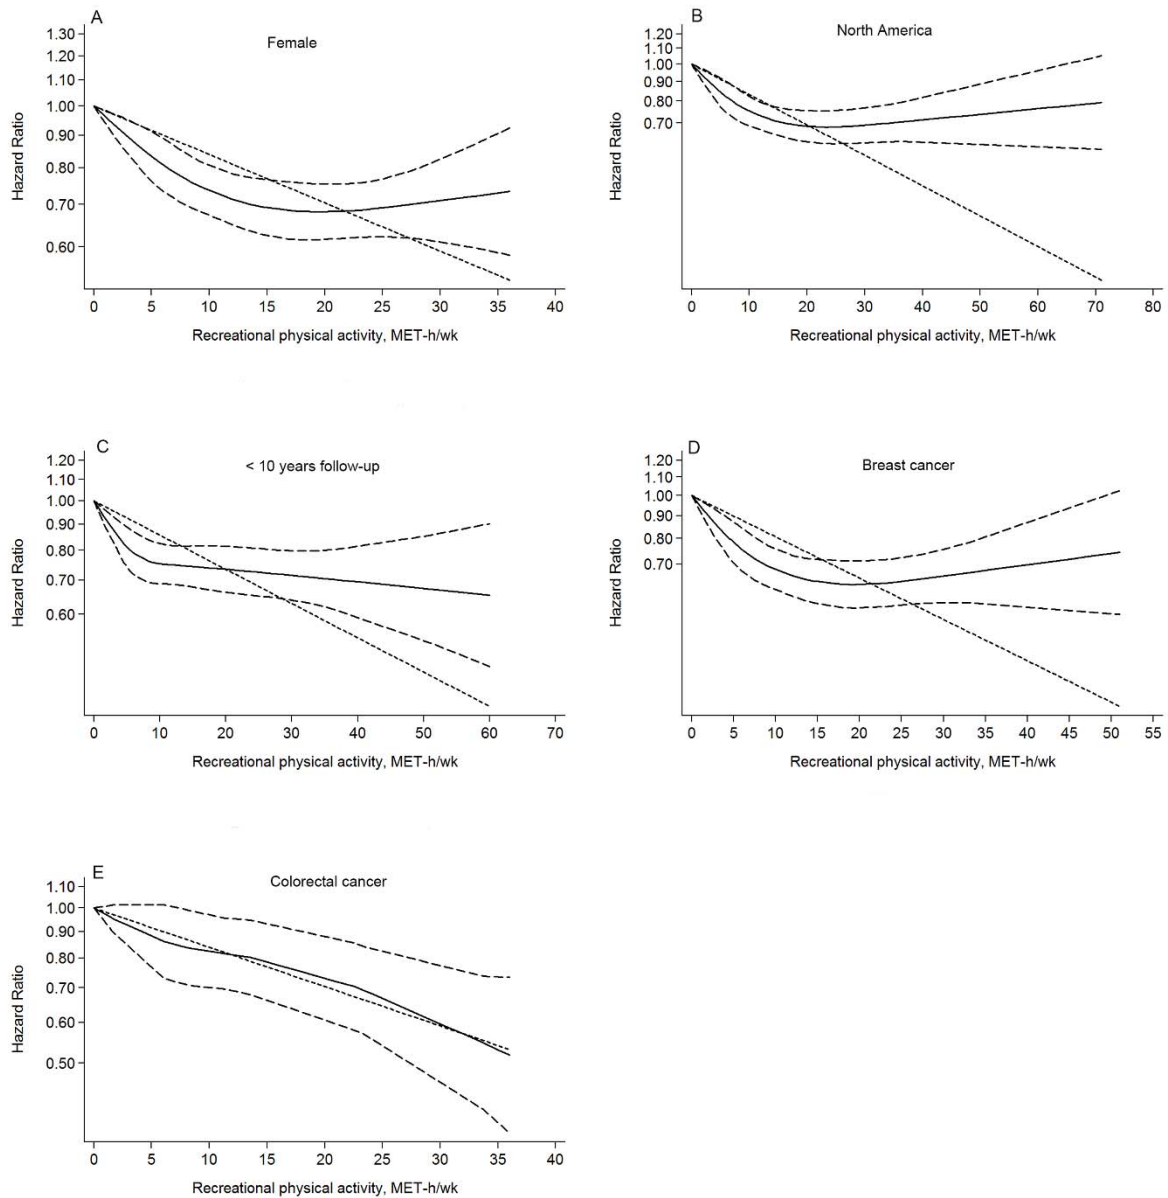 A
Female
1.30
1.20
1.10
1.00
0.90
0.80
0.70
0.60
Hazard Ratio
0 5 10 15 20 25 30 35 40
Recreational physical activity, MET-h/wk
B
North America
1.20
1.10
1.00
0.90
0.80
0.70
Hazard Ratio
0 10 20 30 40 50 60 70 80
Recreational physical activity, MET-h/wk
C
< 10 years follow-up
1.20
1.10
1.00
0.90
0.80
0.70
0.60
Hazard Ratio
0 10 20 30 40 50 60 70
Recreational physical activity, MET-h/wk
D
Breast cancer
1.20
1.10
1.00
0.90
0.80
0.70
Hazard Ratio
0 5 10 15 20 25 30 35 40 45 50 55
Recreational physical activity, MET-h/wk
E
Colorectal cancer
1.10
1.00
0.90
0.80
0.70
0.60
0.50
Hazard Ratio
0 5 10 15 20 25 30 35 40
Recreational physical activity, MET-h/wk